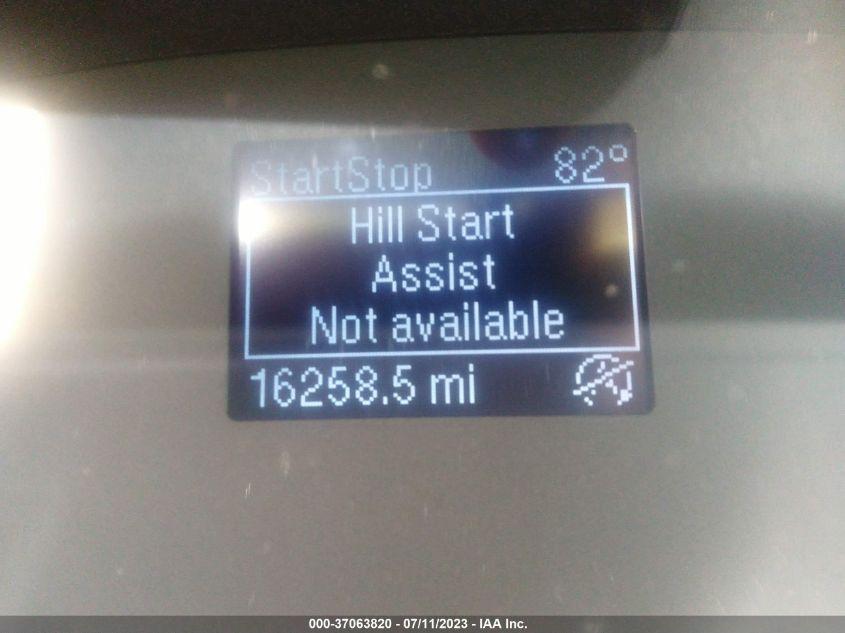 StartStop 82°
Hill Start
Assist
Not available
16258.5 mi
000-37063820 - 07/11/2023 - IAA Inc.